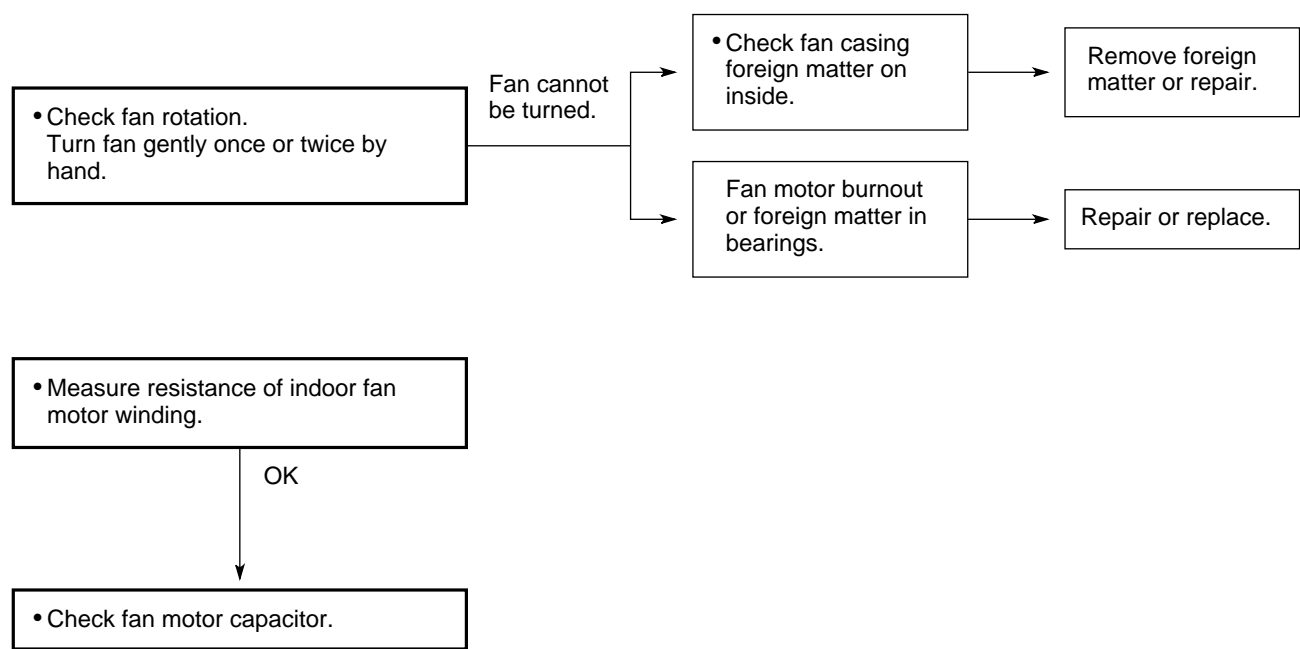 • Check fan rotation.
Turn fan gently once or twice by
hand.
Fan cannot
be turned.
• Check fan casing
foreign matter on
inside.
Remove foreign
matter or repair.
Fan motor burnout
or foreign matter in
bearings.
Repair or replace.
• Measure resistance of indoor fan
motor winding.
OK
• Check fan motor capacitor.